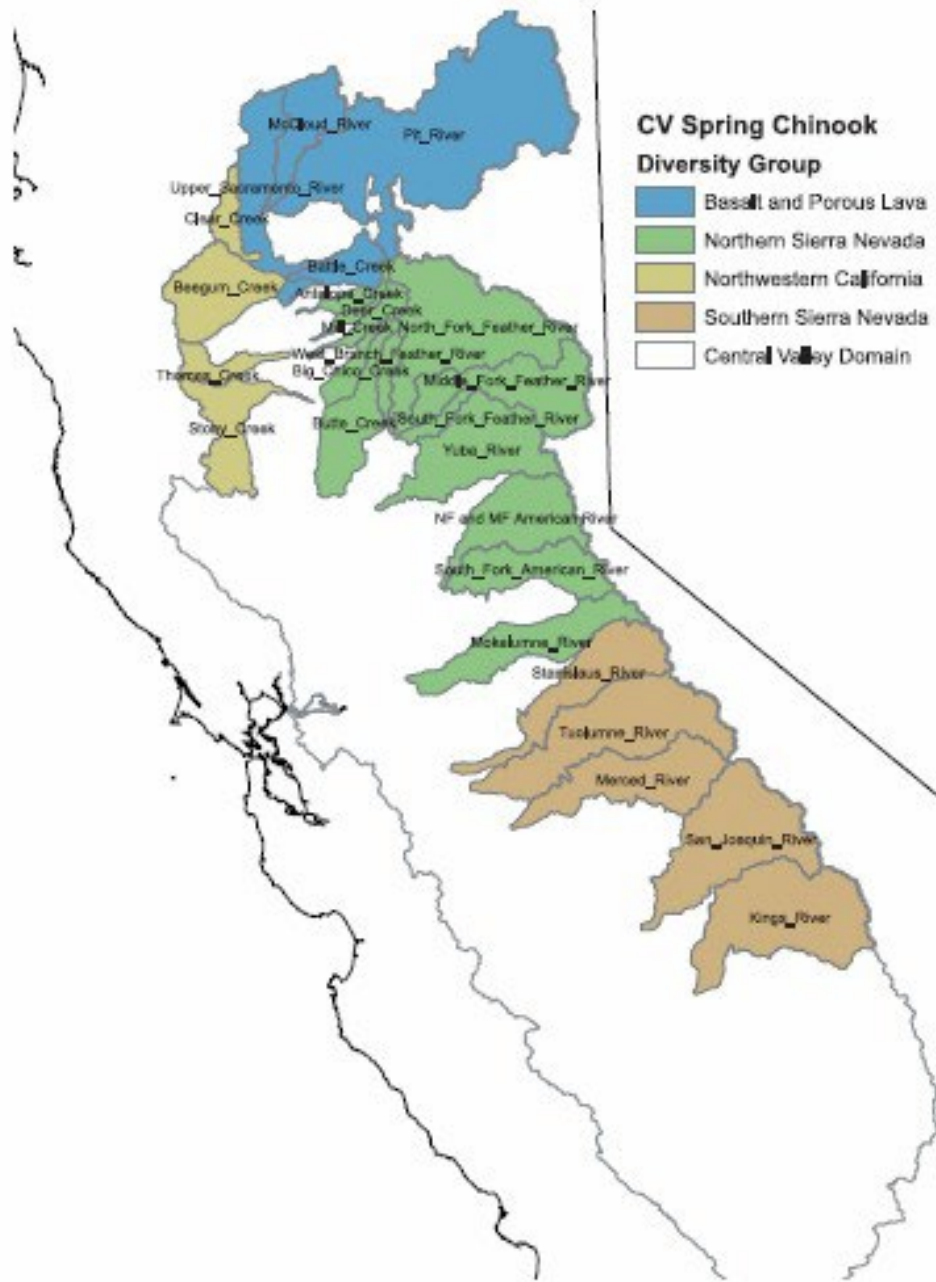 CV Spring Chinook
Diversity Group
Basalt and Porous Lava
Northern Sierra Nevada
Northwestern California
Southern Sierra Nevada
Central Valley Domain
McCloud_River
Pit_River
Upper_Sacramento_River
Clear_Creek
Battle_Creek
Beegum_Creek
Antelope_Creek
Deer_Creek
Mill_Creek
North_Fork_Feather_River
West_Branch_Feather_River
Big_Chico_Creek
Thomes_Creek
Middle_Fork_Feather_River
Butte_Creek
South_Fork_Feather_River
Stony_Creek
Yuba_River
NF and MF American River
South_Fork_American_River
Mokelumne_River
Stanislaus_River
Tuolumne_River
Merced_River
San_Joaquin_River
Kings_River